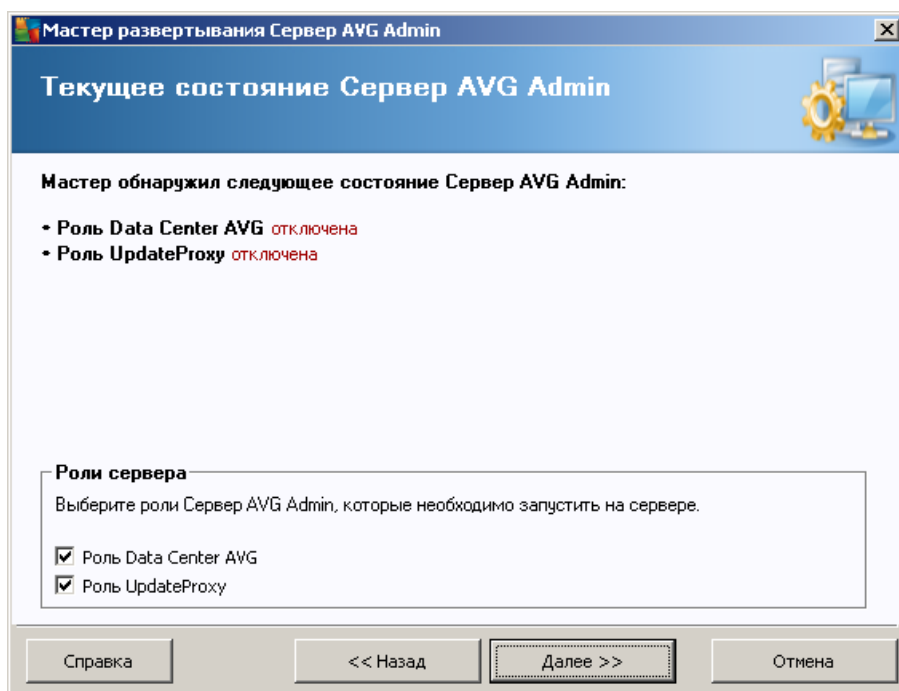 Мастер развертывания Сервер AVG Admin
Текущее состояние Сервер AVG Admin
Мастер обнаружил следующее состояние Сервер AVG Admin:
• Роль Data Center AVG отключена
• Роль UpdateProxy отключена
Роли сервера
Выберите роли Сервер AVG Admin, которые необходимо запустить на сервере.
Роль Data Center AVG
Роль UpdateProxy
Справка
<< Назад
Далее >>
Отмена